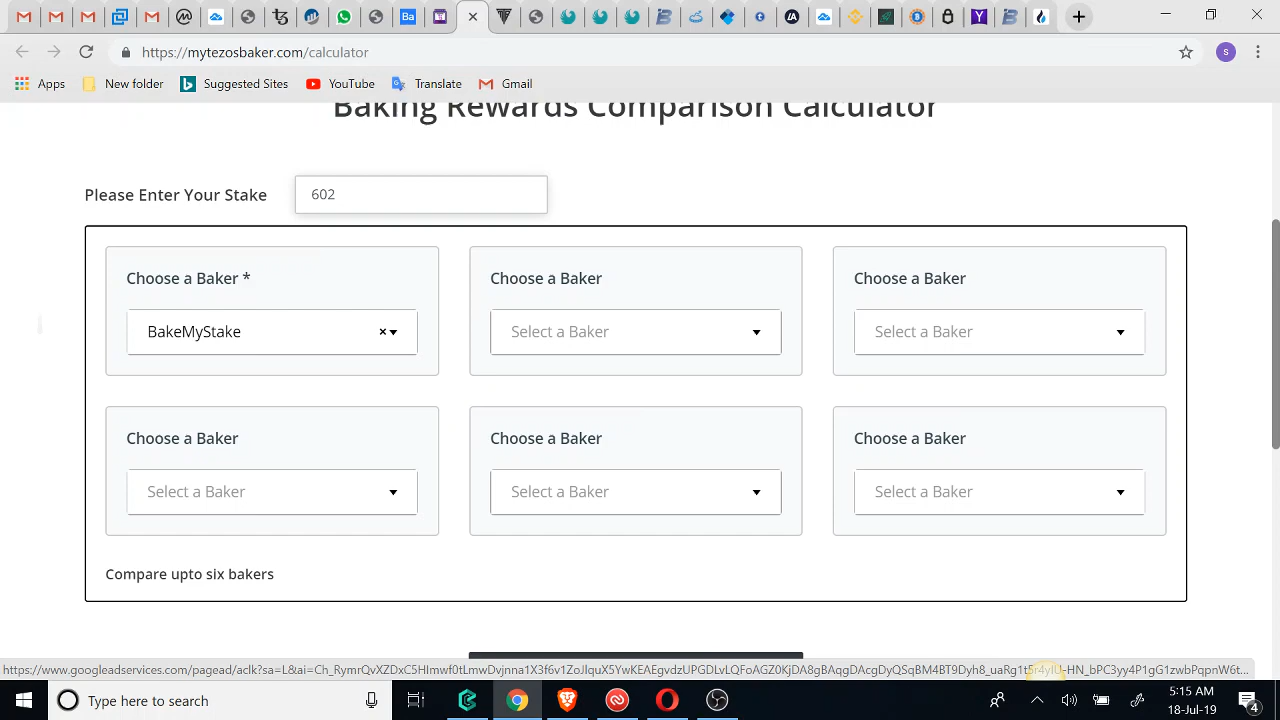 https://mytezosbaker.com/calculator
Apps New folder Suggested Sites YouTube Translate Gmail
Baking Rewards Comparison Calculator
Please Enter Your Stake 602
Choose a Baker * Choose a Baker Choose a Baker
BakeMyStake Select a Baker Select a Baker
Choose a Baker Choose a Baker Choose a Baker
Select a Baker Select a Baker Select a Baker
Compare upto six bakers
Type here to search
5:15 AM
18-Jul-19
4